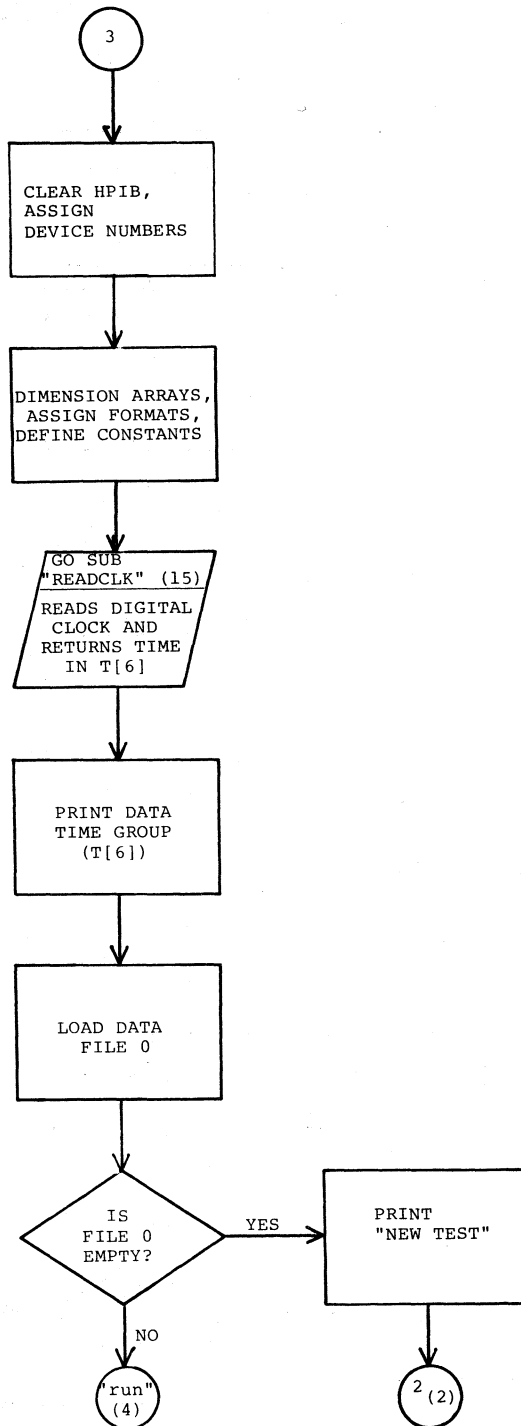 3
CLEAR HPIB,
ASSIGN
DEVICE NUMBERS
DIMENSION ARRAYS,
ASSIGN FORMATS,
DEFINE CONSTANTS
GO SUB
"READCLK" (15)
READS DIGITAL
CLOCK AND
RETURNS TIME
IN T[6]
PRINT DATA
TIME GROUP
(T[6])
LOAD DATA
FILE 0
IS
FILE 0
EMPTY?
YES
PRINT
"NEW TEST"
NO
"run"
(4)
2 (2)